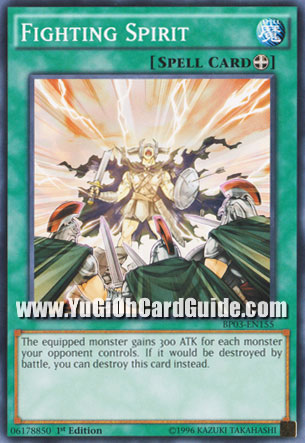 FIGHTING SPIRIT
魔
[SPELL CARD]
www.YuGiOhCardGuide.com
BP03-EN155
The equipped monster gains 300 ATK for each monster
your opponent controls. If it would be destroyed by
battle, you can destroy this card instead.
06178850 1st Edition ©1996 KAZUKI TAKAHASHI